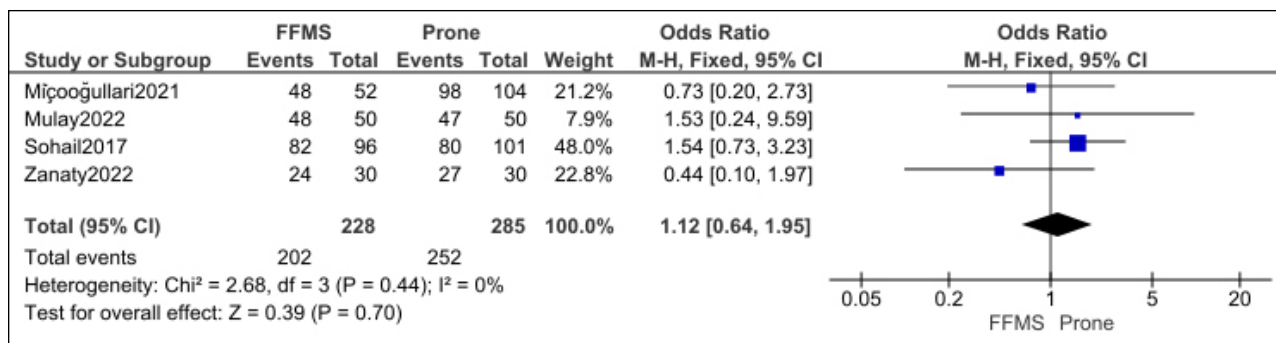 FFMS Prone Odds Ratio Odds Ratio
Study or Subgroup Events Total Events Total Weight M-H, Fixed, 95% CI M-H, Fixed, 95% CI
Mïçooğullari2021 48 52 98 104 21.2% 0.73 [0.20, 2.73]
Mulay2022 48 50 47 50 7.9% 1.53 [0.24, 9.59]
Sohail2017 82 96 80 101 48.0% 1.54 [0.73, 3.23]
Zanaty2022 24 30 27 30 22.8% 0.44 [0.10, 1.97]
Total (95% CI) 228 285 100.0% 1.12 [0.64, 1.95]
Total events 202 252
Heterogeneity: Chi² = 2.68, df = 3 (P = 0.44); I² = 0%
Test for overall effect: Z = 0.39 (P = 0.70)
0.05 0.2 1 5 20
FFMS Prone